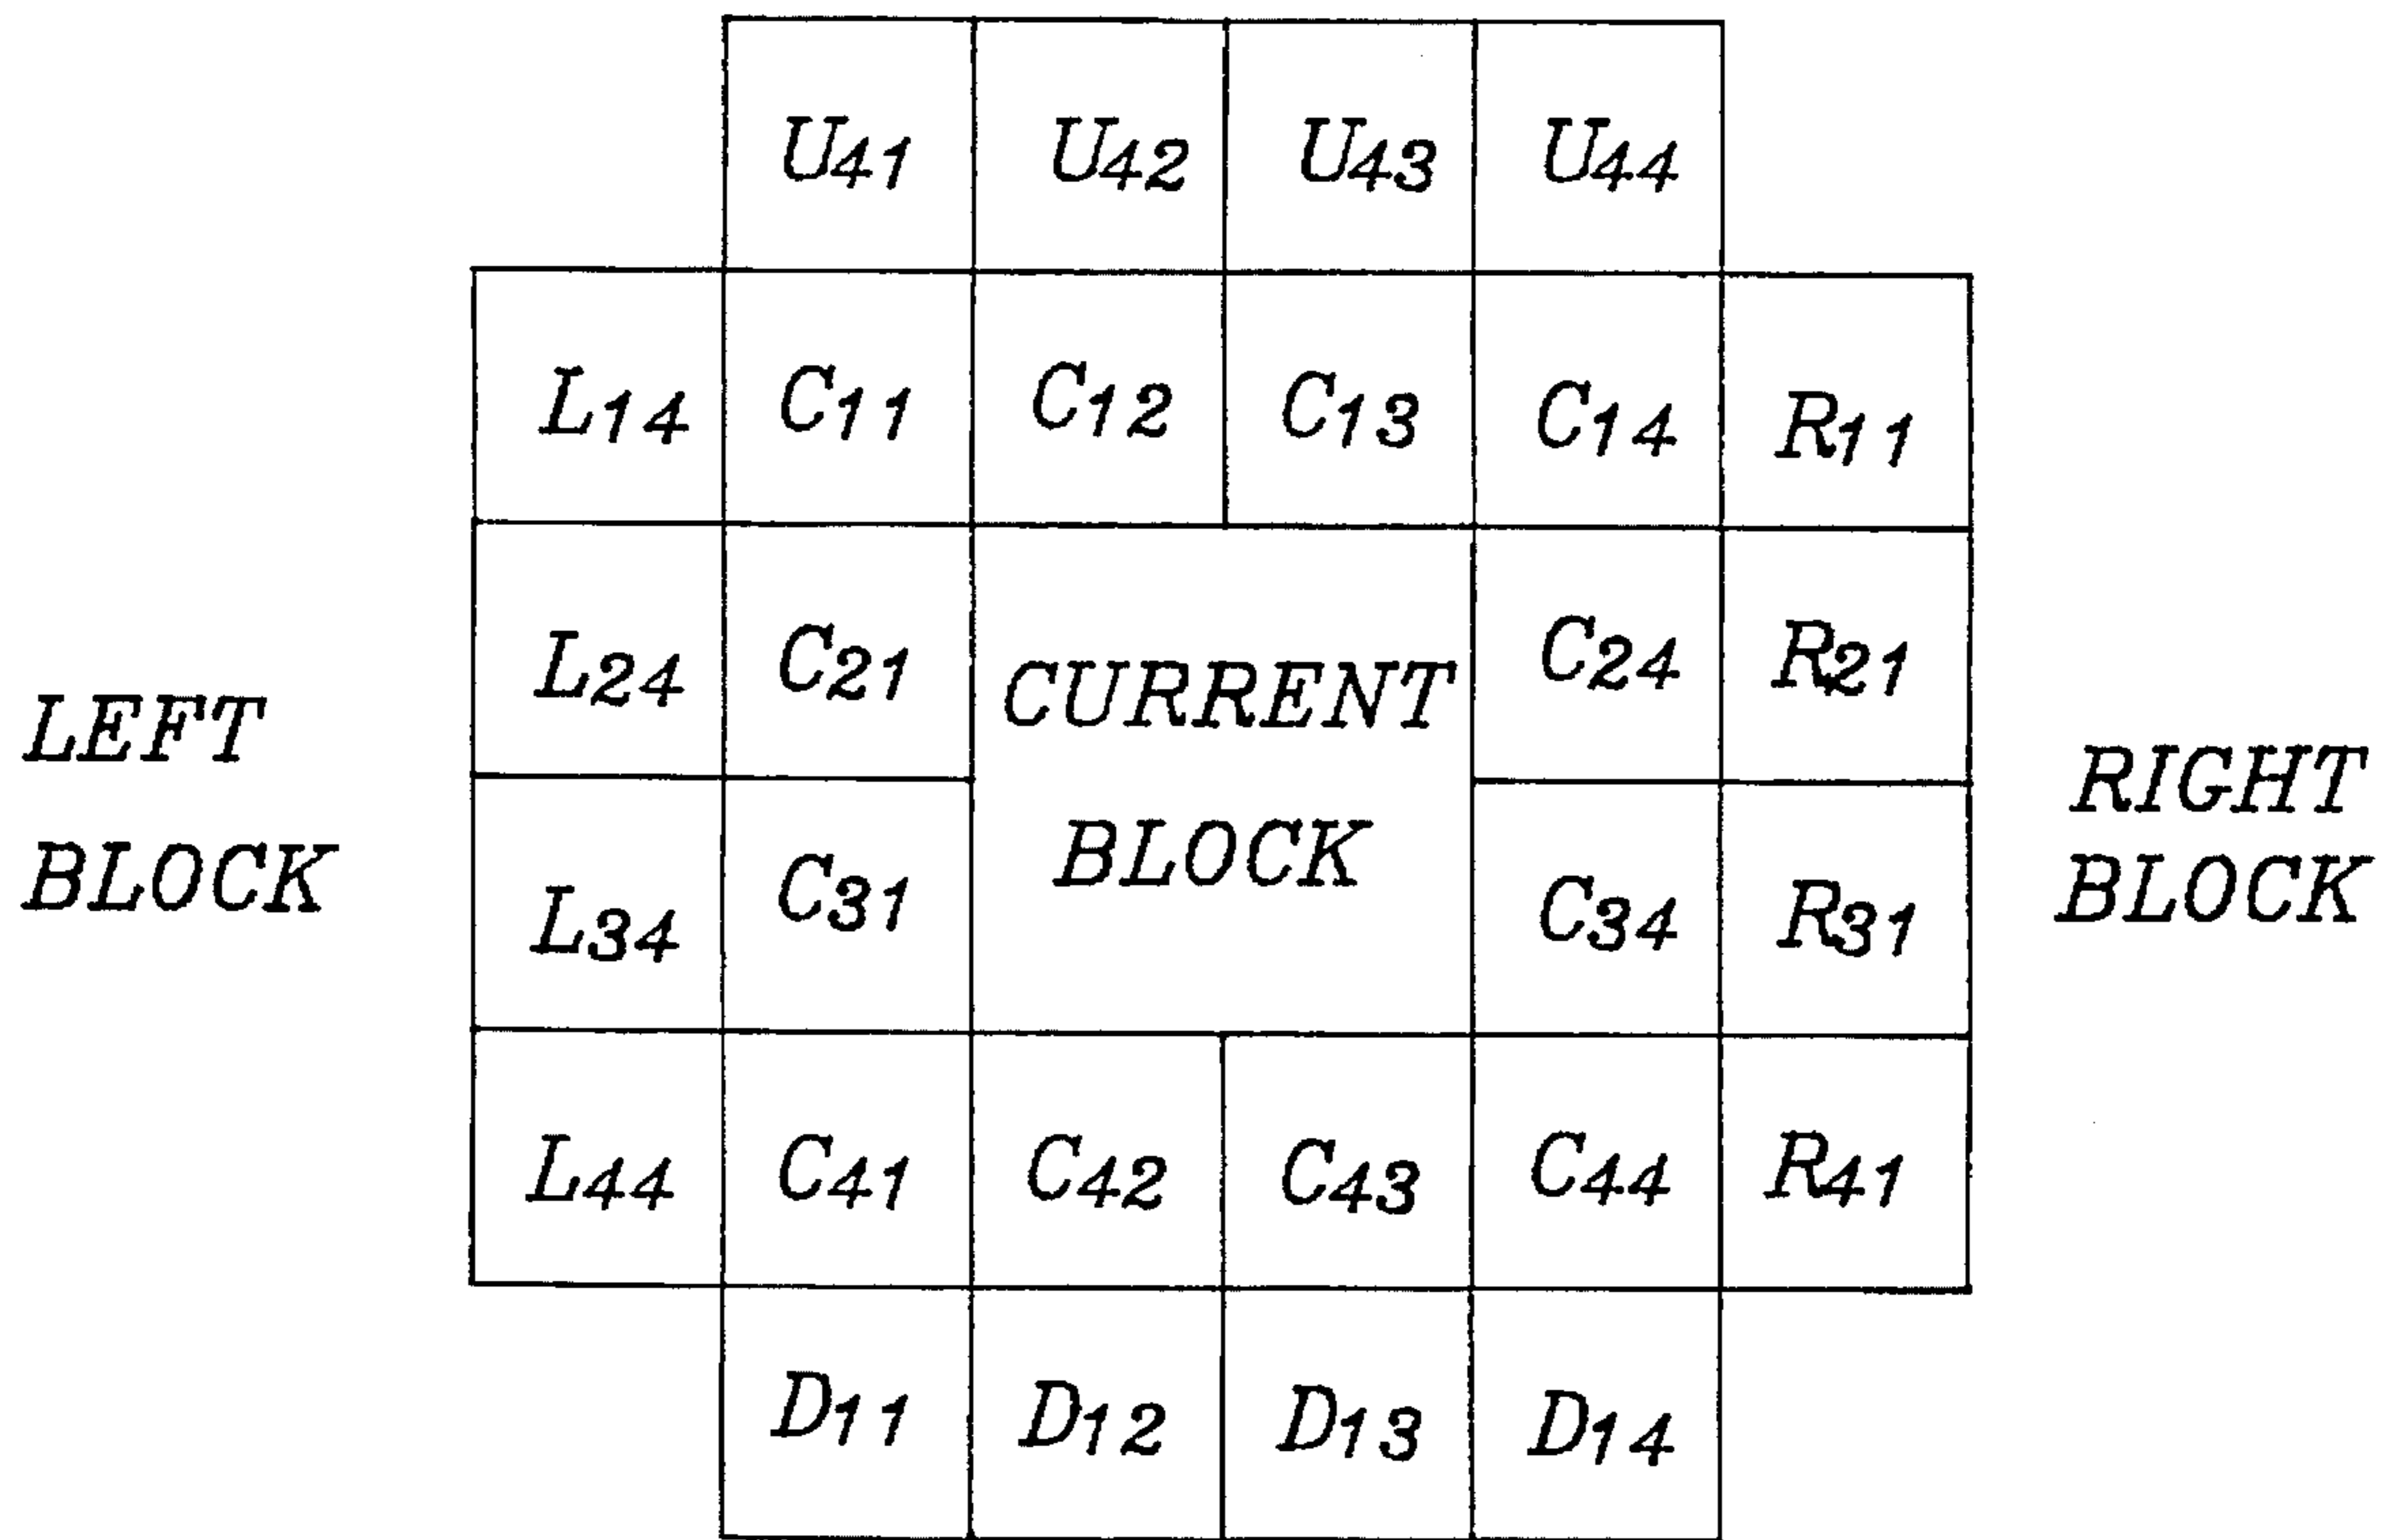 U41 U42 U43 U44
L14 C11 C12 C13 C14 R11
L24 C21 C24 R21
LEFT
BLOCK
CURRENT
BLOCK
RIGHT
BLOCK
L34 C31 C34 R31
L44 C41 C42 C43 C44 R41
D11 D12 D13 D14